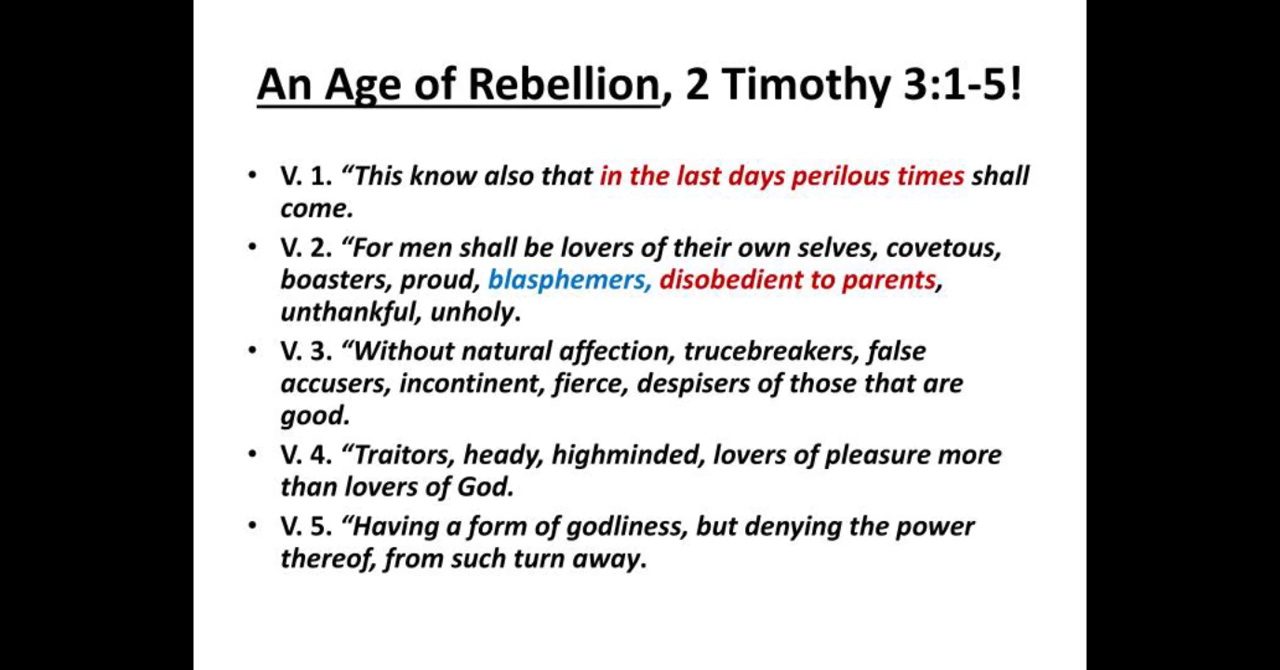 An Age of Rebellion, 2 Timothy 3:1-5!
• V. 1. “This know also that in the last days perilous times shall
come.
• V. 2. “For men shall be lovers of their own selves, covetous,
boasters, proud, blasphemers, disobedient to parents,
unthankful, unholy.
• V. 3. “Without natural affection, trucebreakers, false
accusers, incontinent, fierce, despisers of those that are
good.
• V. 4. “Traitors, heady, highminded, lovers of pleasure more
than lovers of God.
• V. 5. “Having a form of godliness, but denying the power
thereof, from such turn away.